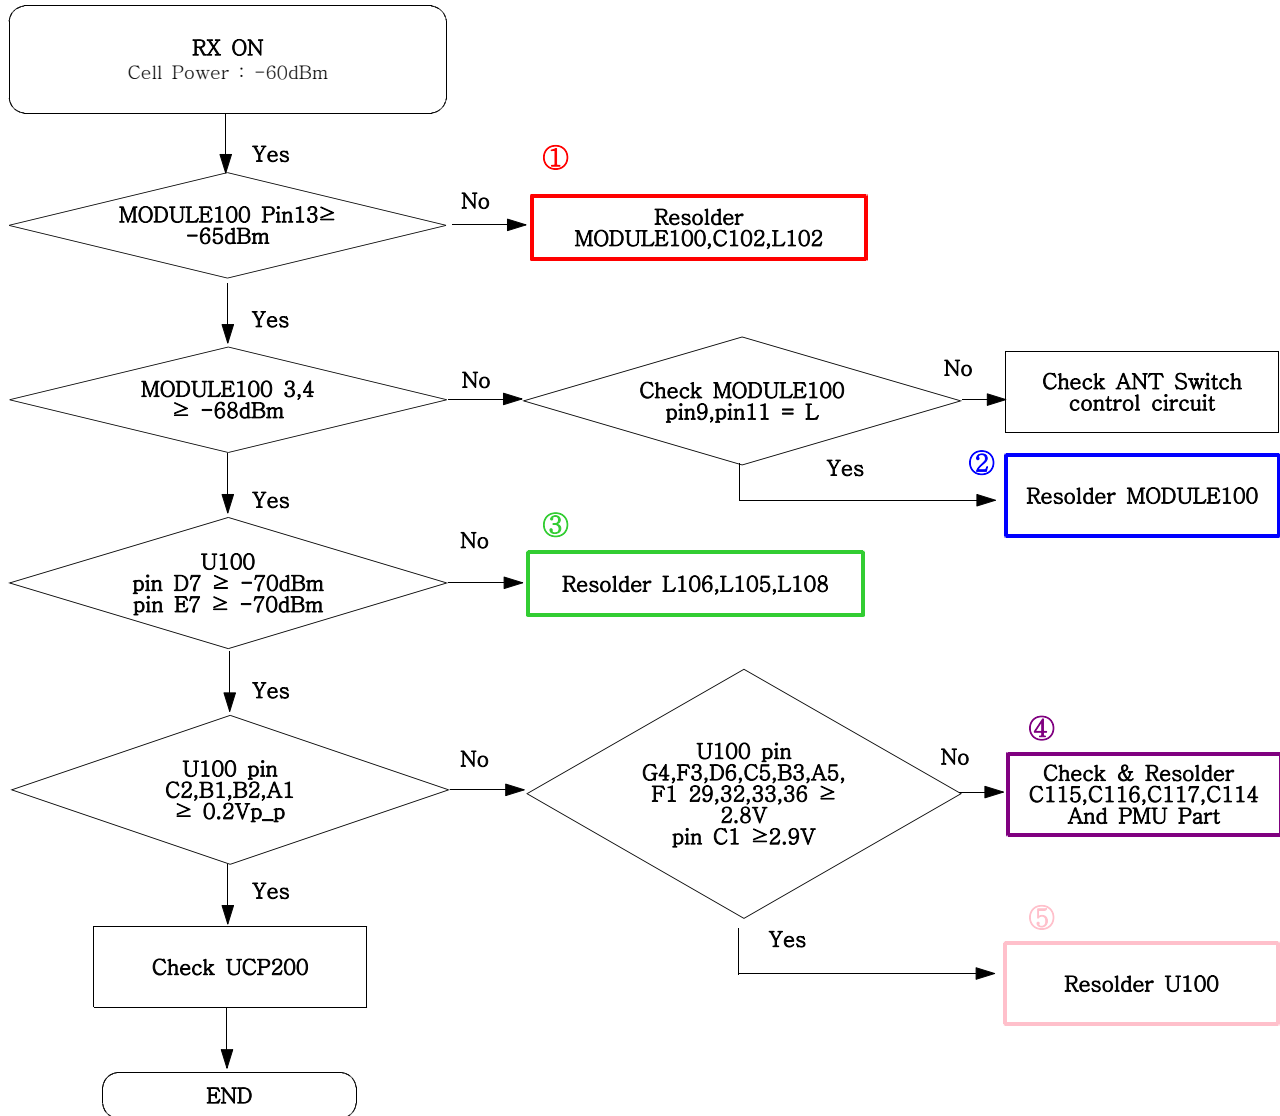 RX ON
Cell Power : -60dBm
Yes
①
MODULE100 Pin13≥
-65dBm
No
Resolder
MODULE100,C102,L102
Yes
MODULE100 3,4
≥ -68dBm
No
Check MODULE100
pin9,pin11 = L
No
Check ANT Switch
control circuit
Yes
②
Resolder MODULE100
Yes
U100
pin D7 ≥ -70dBm
pin E7 ≥ -70dBm
No
③
Resolder L106,L105,L108
Yes
U100 pin
C2,B1,B2,A1
≥ 0.2Vp_p
No
U100 pin
G4,F3,D6,C5,B3,A5,
F1 29,32,33,36 ≥
2.8V
pin C1 ≥2.9V
No
④
Check & Resolder
C115,C116,C117,C114
And PMU Part
Yes
Yes
⑤
Resolder U100
Check UCP200
END